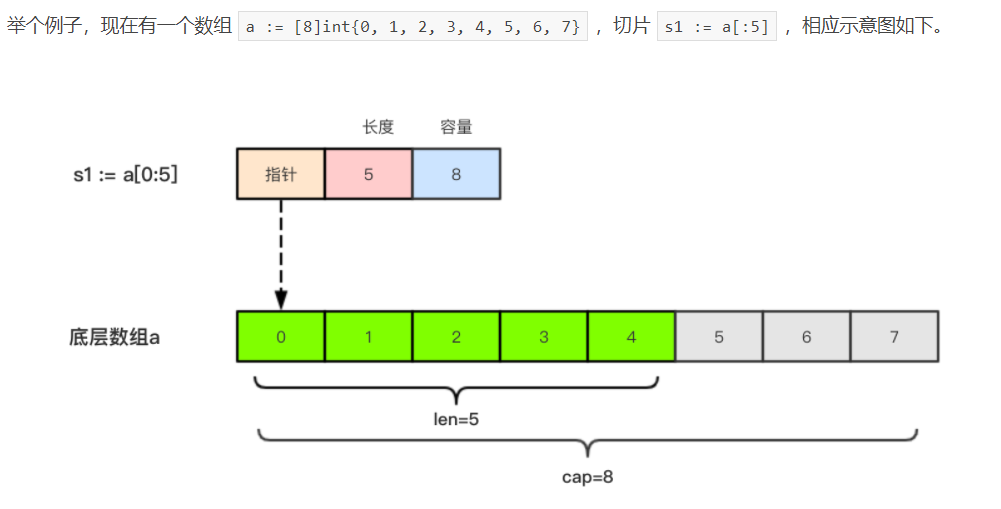 举个例子，现在有一个数组 a := [8]int{0, 1, 2, 3, 4, 5, 6, 7} ，切片 s1 := a[:5] ，相应示意图如下。
长度 容量
s1 := a[0:5] 指针 5 8
底层数组a 0 1 2 3 4 5 6 7
len=5
cap=8